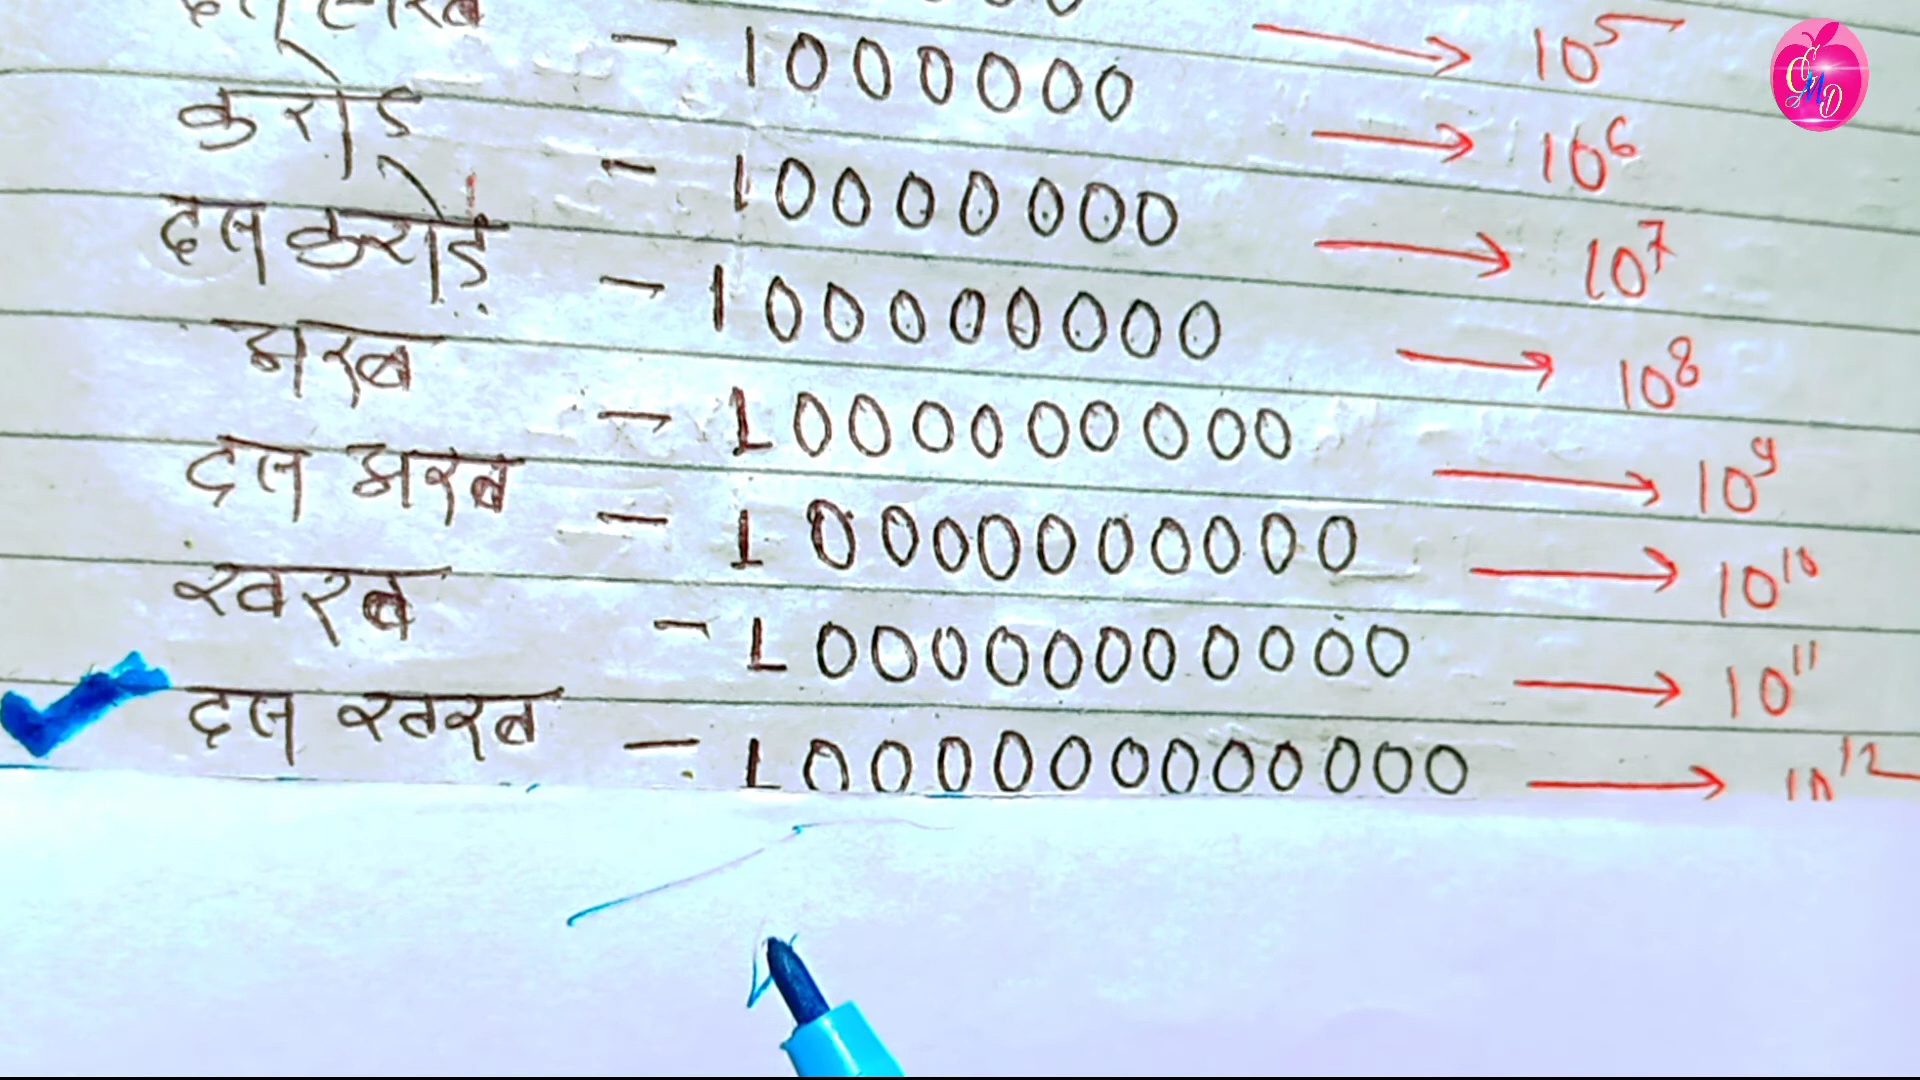 → 10⁵
दस लाख - 1000000 → 10⁶
करोड - 10000000 → 10⁷
दस करोड़ - 100000000 → 10⁸
अरब - 1000000000 → 10⁹
दस अरब - 10000000000 → 10¹⁰
खरब - 100000000000 → 10¹¹
दस खरब - 1000000000000 → 10¹²